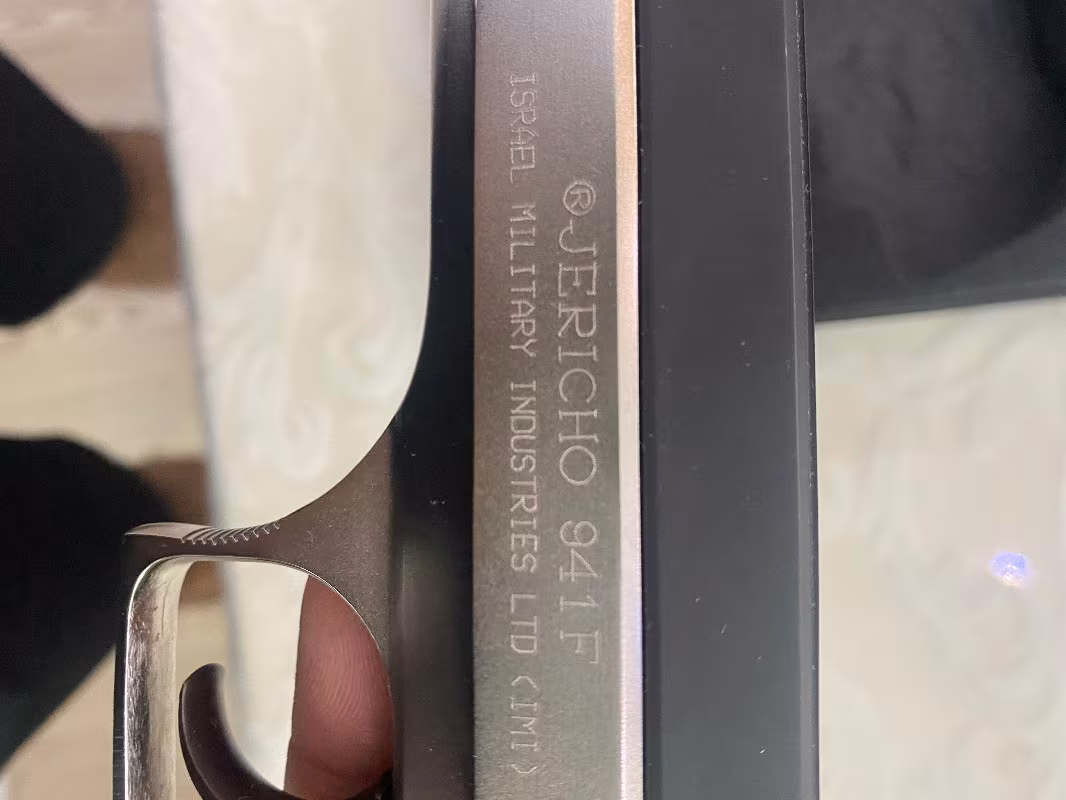 ®JERICHO 941F
ISRAEL MILITARY INDUSTRIES LTD (IMI)